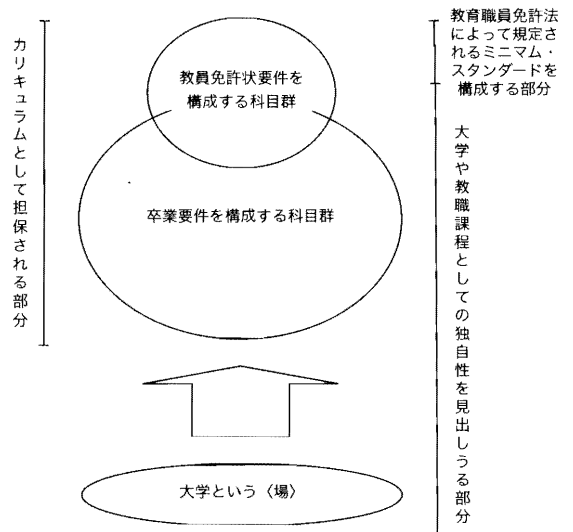 カリキュラムとして担保される部分
教員免許状要件を
構成する科目群
卒業要件を構成する科目群
大学という〈場〉
教育職員免許法
によって規定さ
れるミニマム・
スタンダードを
構成する部分
大学や教職課程としての独自性を見出しうる部分